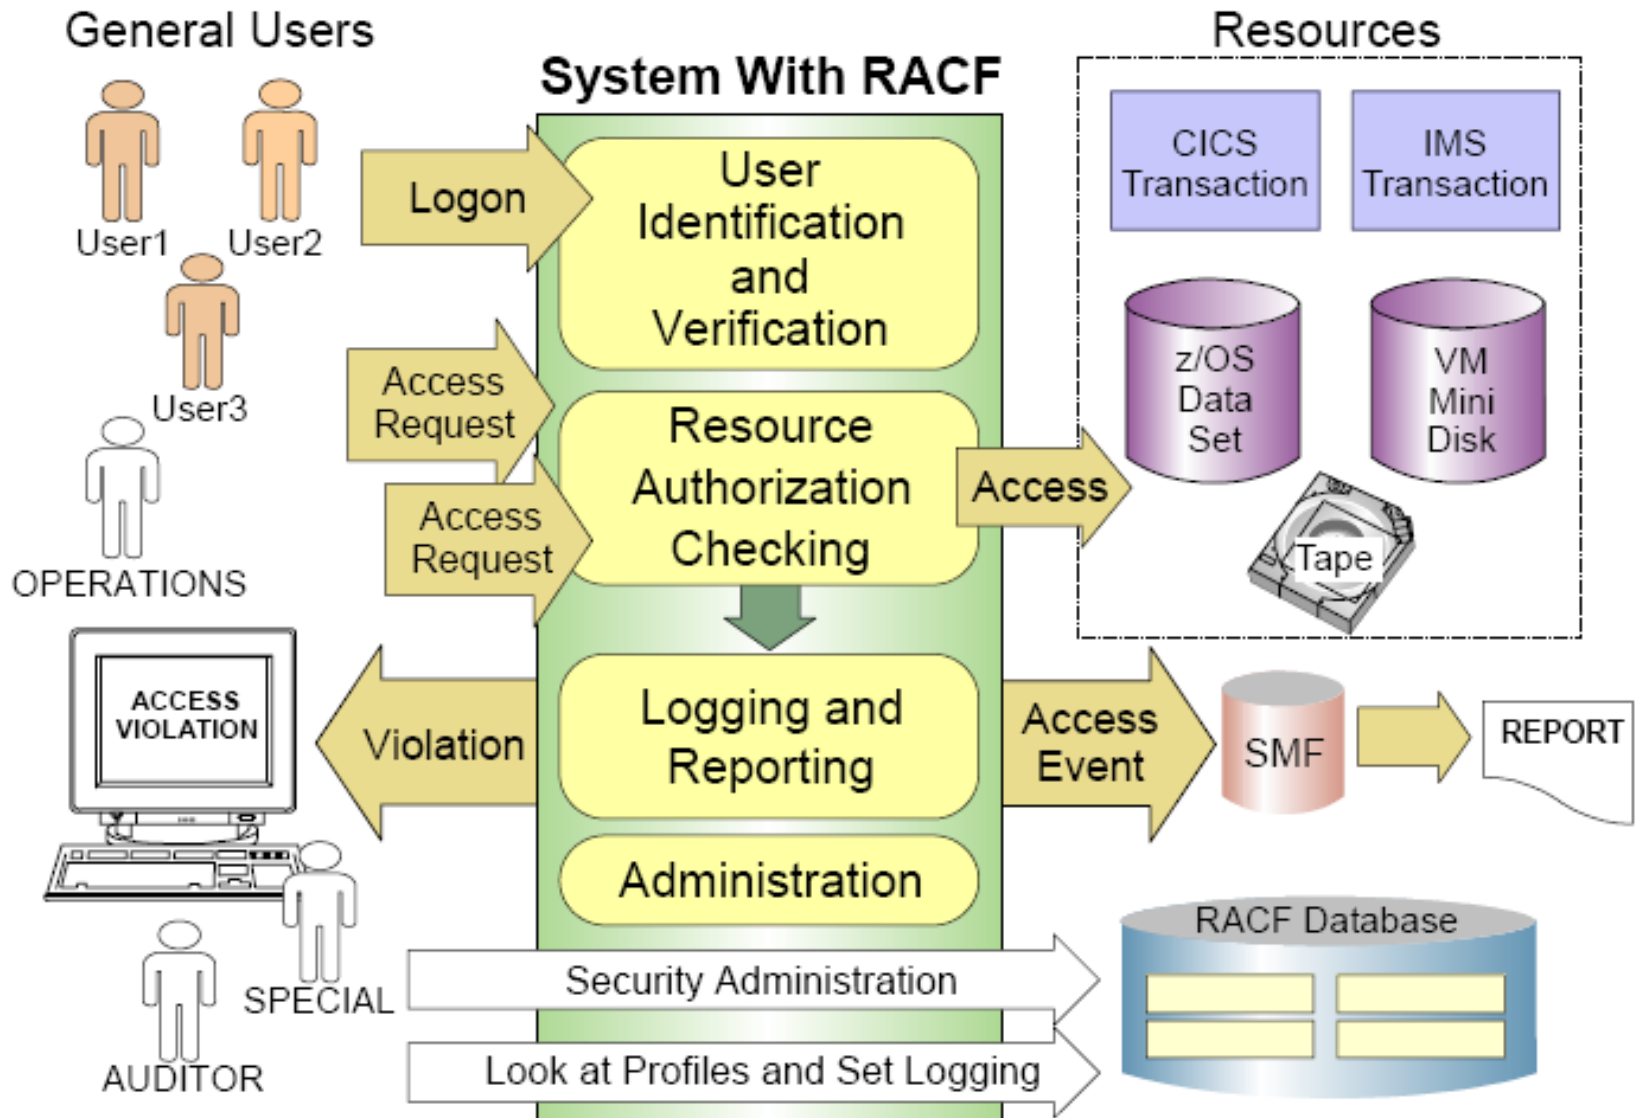 General Users
System With RACF
Resources
User1
User2
User3
OPERATIONS
Logon
Access
Request
Access
Request
User
Identification
and
Verification
Resource
Authorization
Checking
Access
CICS
Transaction
IMS
Transaction
z/OS
Data
Set
VM
Mini
Disk
Tape
ACCESS
VIOLATION
Violation
Logging and
Reporting
Access
Event
SMF
REPORT
Administration
SPECIAL
AUDITOR
Security Administration
Look at Profiles and Set Logging
RACF Database